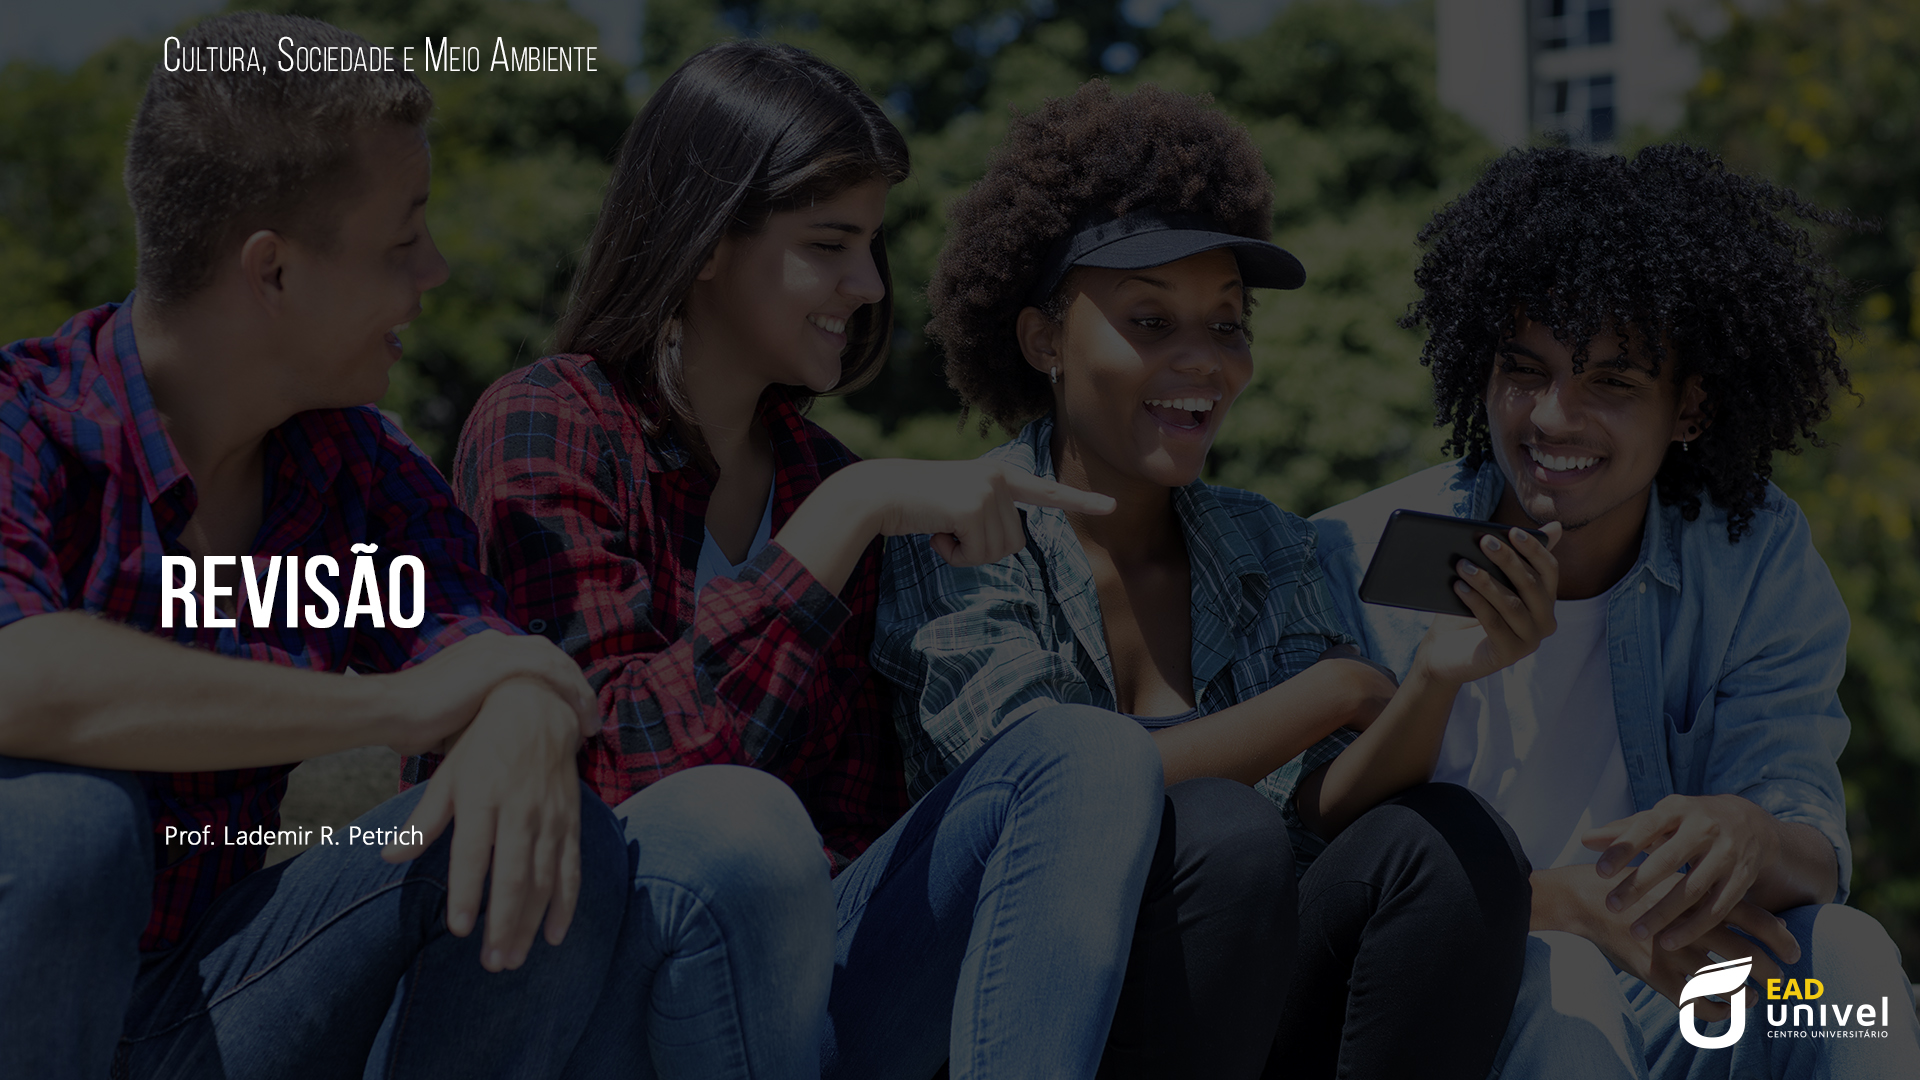 Cultura, Sociedade e Meio Ambiente
REVISÃO
Prof. Lademir R. Petrich
EAD
univel
CENTRO UNIVERSITÁRIO